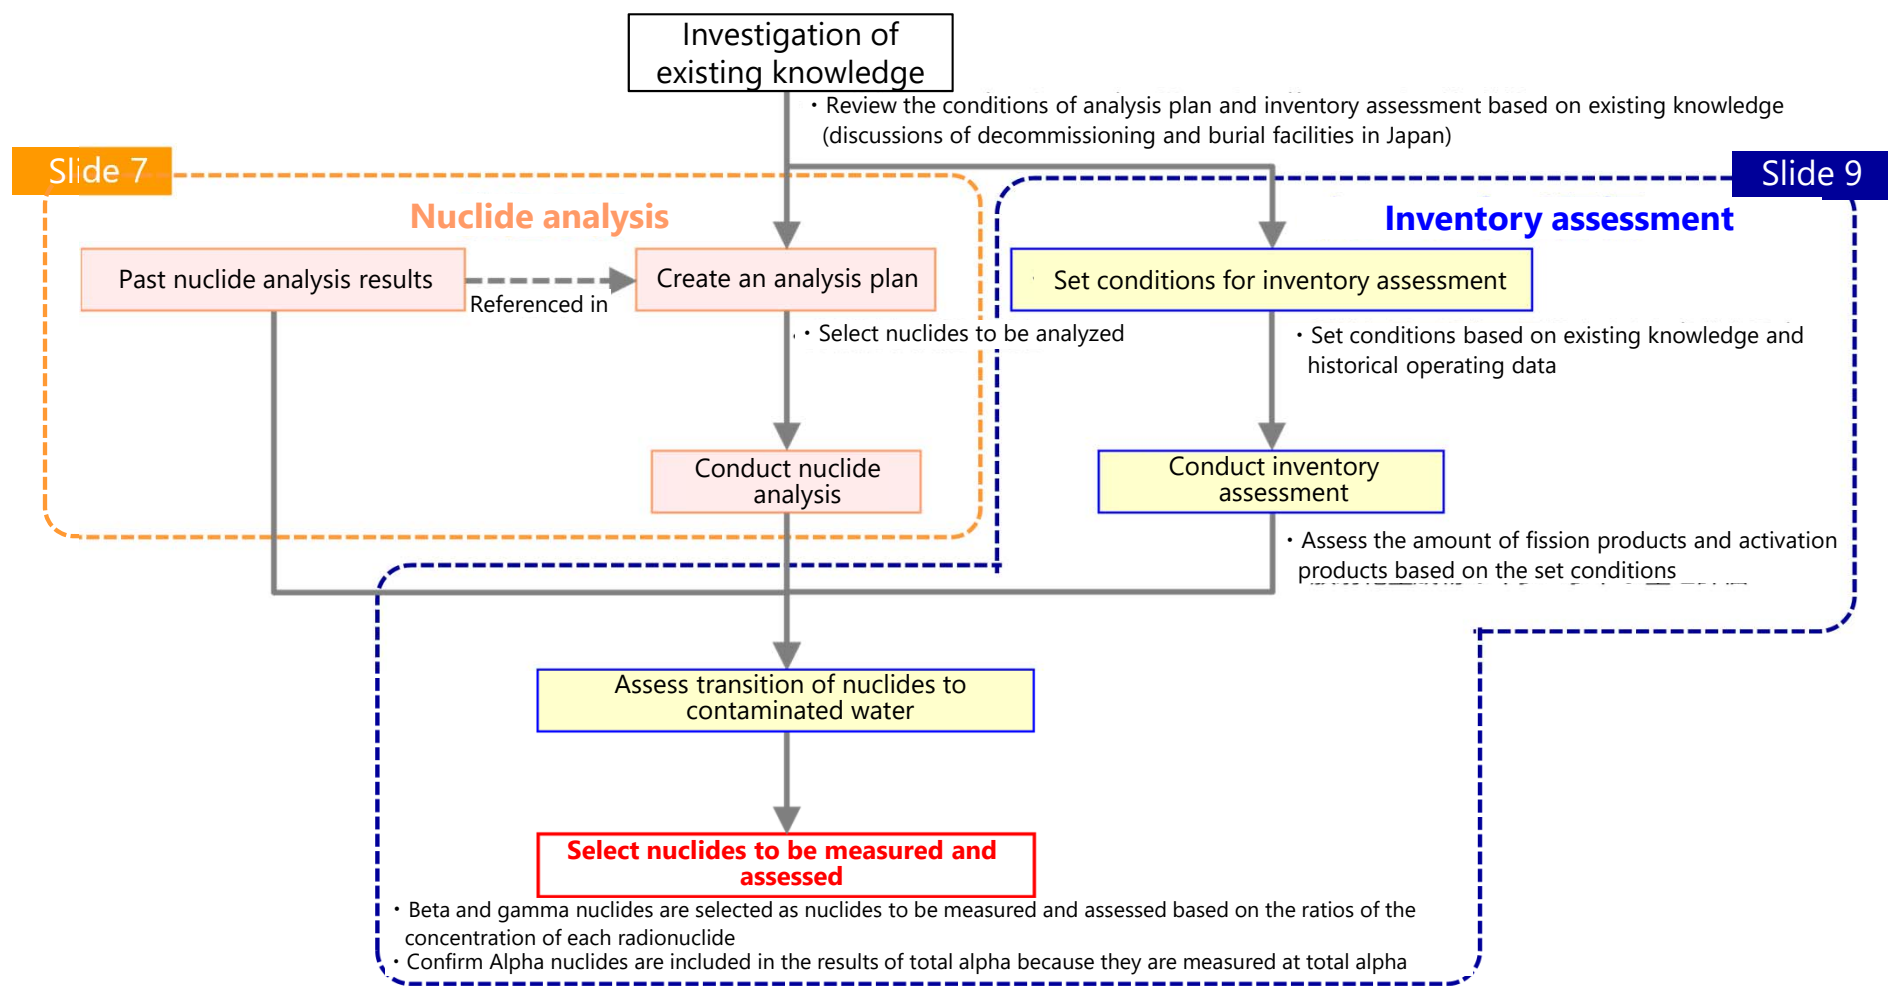 Investigation of
existing knowledge
・Review the conditions of analysis plan and inventory assessment based on existing knowledge
(discussions of decommissioning and burial facilities in Japan)
Slide 7
Slide 9
Nuclide analysis
Inventory assessment
Past nuclide analysis results
Referenced in
Create an analysis plan
Set conditions for inventory assessment
・Select nuclides to be analyzed
・Set conditions based on existing knowledge and
historical operating data
Conduct nuclide
analysis
Conduct inventory
assessment
・Assess the amount of fission products and activation
products based on the set conditions
Assess transition of nuclides to
contaminated water
Select nuclides to be measured and
assessed
・Beta and gamma nuclides are selected as nuclides to be measured and assessed based on the ratios of the
concentration of each radionuclide
・Confirm Alpha nuclides are included in the results of total alpha because they are measured at total alpha